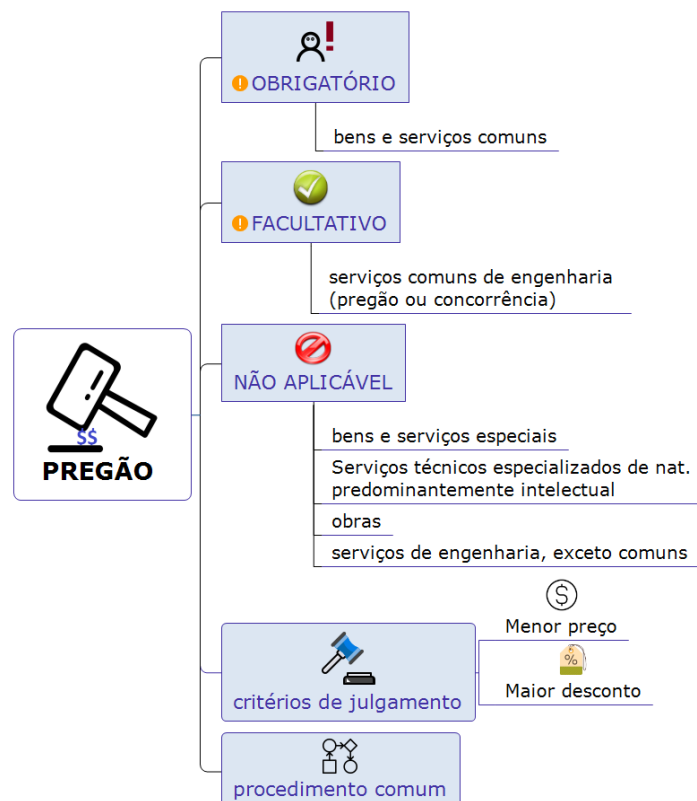 OBRIGATÓRIO
bens e serviços comuns
FACULTATIVO
serviços comuns de engenharia
(pregão ou concorrência)
$$
PREGÃO
NÃO APLICÁVEL
bens e serviços especiais
Serviços técnicos especializados de nat.
predominantemente intelectual
obras
serviços de engenharia, exceto comuns
critérios de julgamento
$
Menor preço
%
Maior desconto
procedimento comum